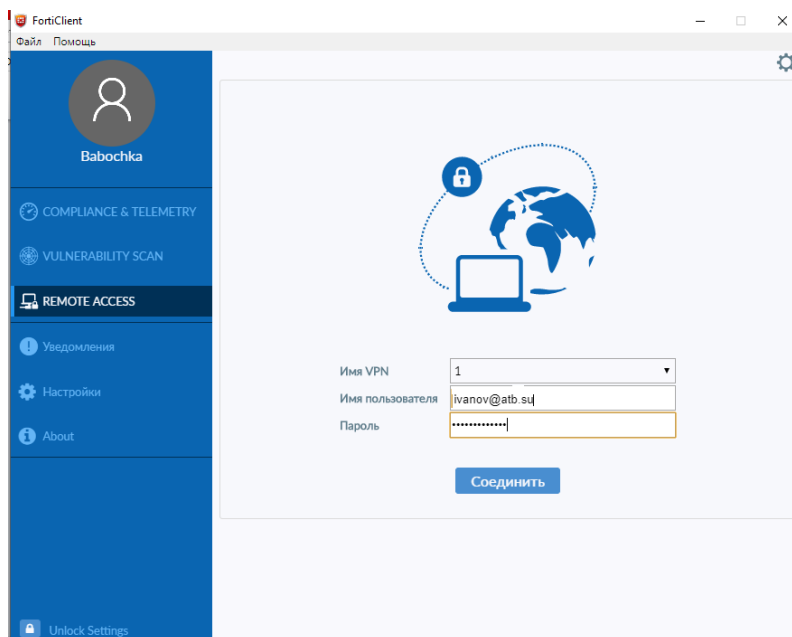 FortiClient
Файл Помощь
Babochka
COMPLIANCE & TELEMETRY
VULNERABILITY SCAN
REMOTE ACCESS
Уведомления
Настройки
About
Unlock Settings
Имя VPN 1
Имя пользователя ivanov@atb.su
Пароль •••••••••••••
Соединить